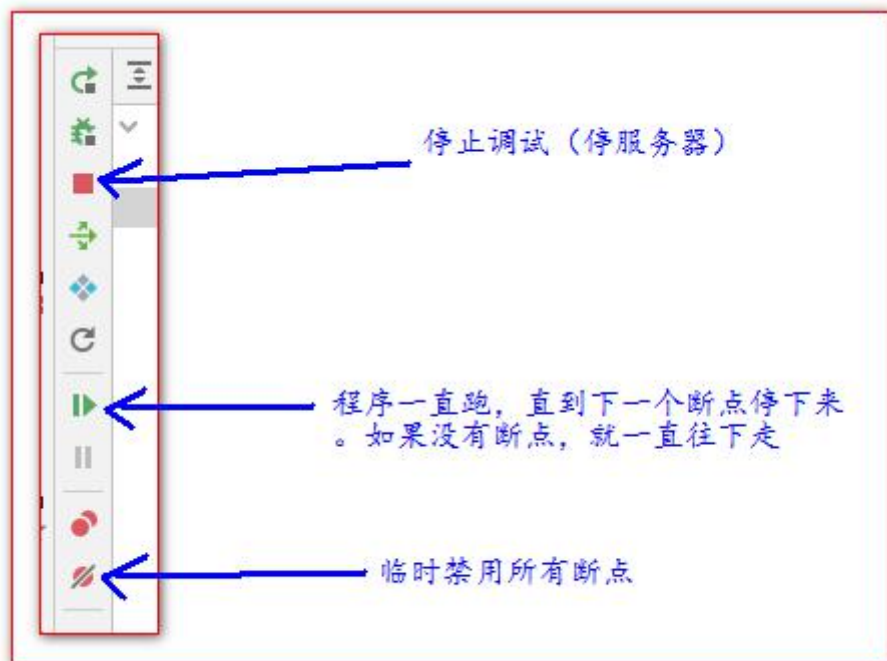 停止调试（停服务器）
程序一直跑，直到下一个断点停下来
。如果没有断点，就一直往下走
临时禁用所有断点